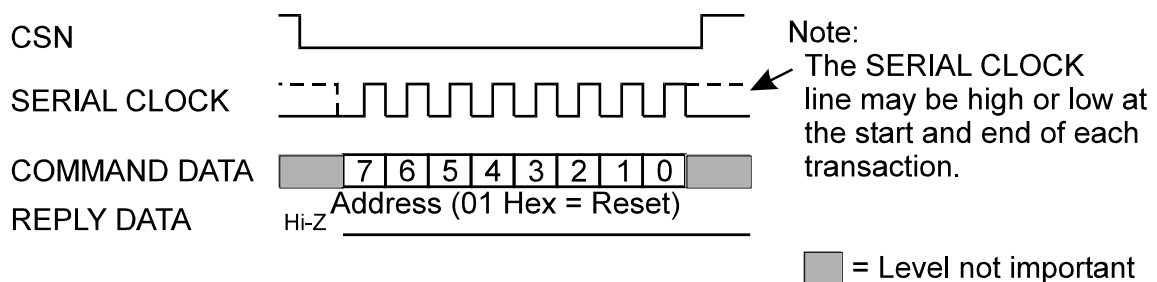 CSN
Note:
The SERIAL CLOCK
line may be high or low at
the start and end of each
transaction.
SERIAL CLOCK
COMMAND DATA
7 6 5 4 3 2 1 0
Address (01 Hex = Reset)
REPLY DATA
Hi-Z
= Level not important